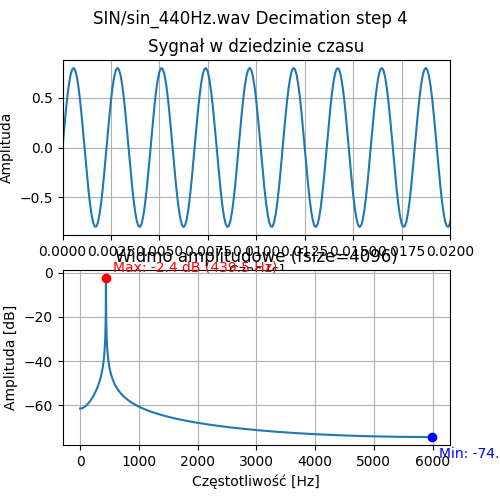 SIN/sin_440Hz.wav Decimation step 4
Sygnał w dziedzinie czasu
Amplituda
0.5
0.0
−0.5
0.0000 0.0025 0.0050 0.0075 0.0100 0.0125 0.0150 0.0175 0.0200
Widmo amplitudowe (fsize=4096)
Max: -2.4 dB (439.5 Hz)
Amplituda [dB]
0
−20
−40
−60
Min: -74.
0 1000 2000 3000 4000 5000 6000
Częstotliwość [Hz]